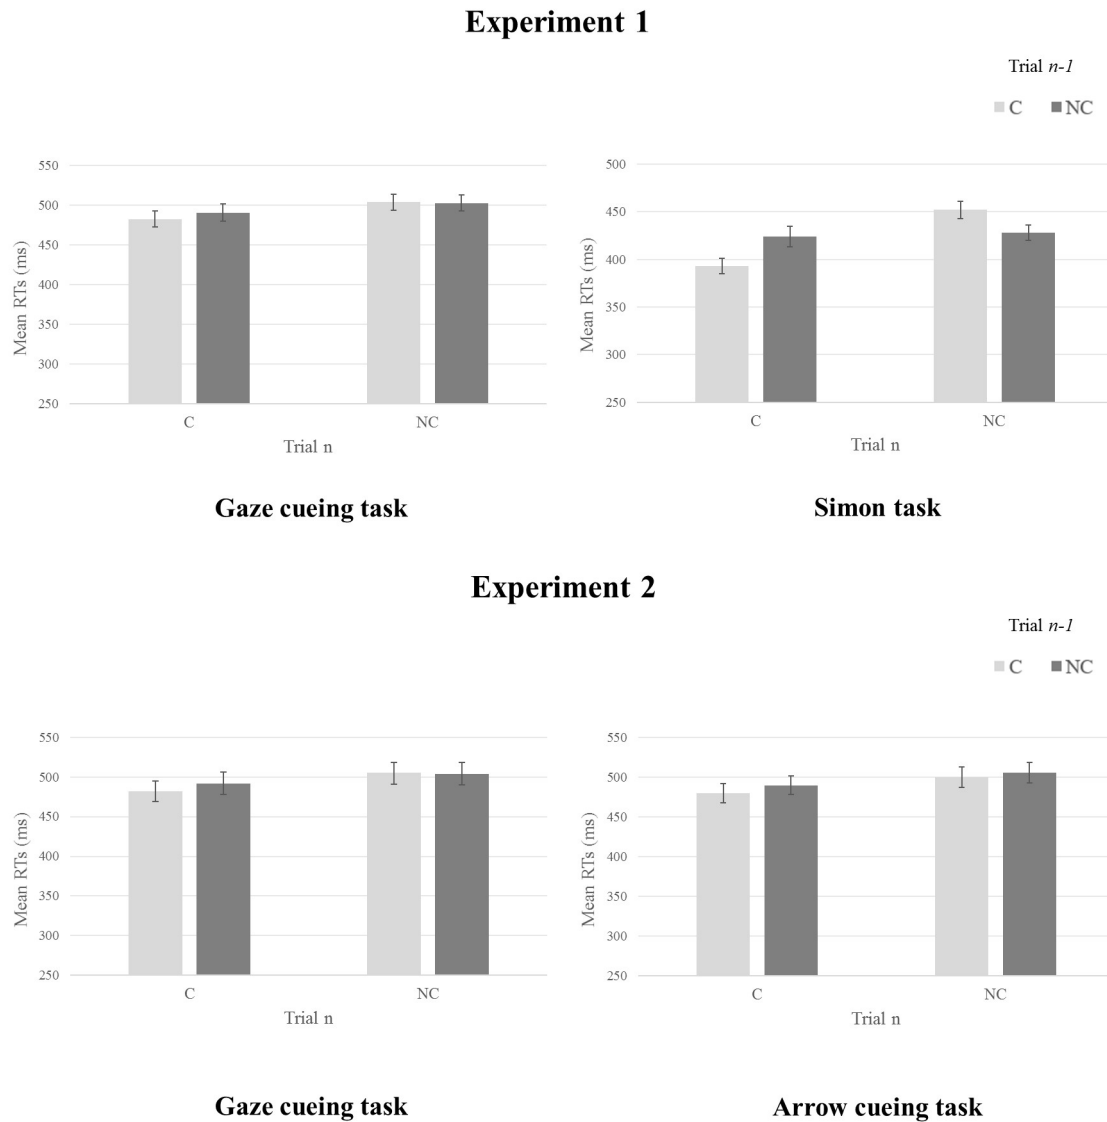 Experiment 1
Trial n-1
C NC
550
500
450
400
350
300
250
Mean RTs (ms)
C NC
Trial n
Gaze cueing task
500
450
400
350
300
250
Mean RTs (ms)
C NC
Trial n
Simon task
Experiment 2
Trial n-1
C NC
550
500
450
400
350
300
250
Mean RTs (ms)
C NC
Trial n
Gaze cueing task
550
500
450
400
350
300
250
Mean RTs (ms)
C NC
Trial n
Arrow cueing task